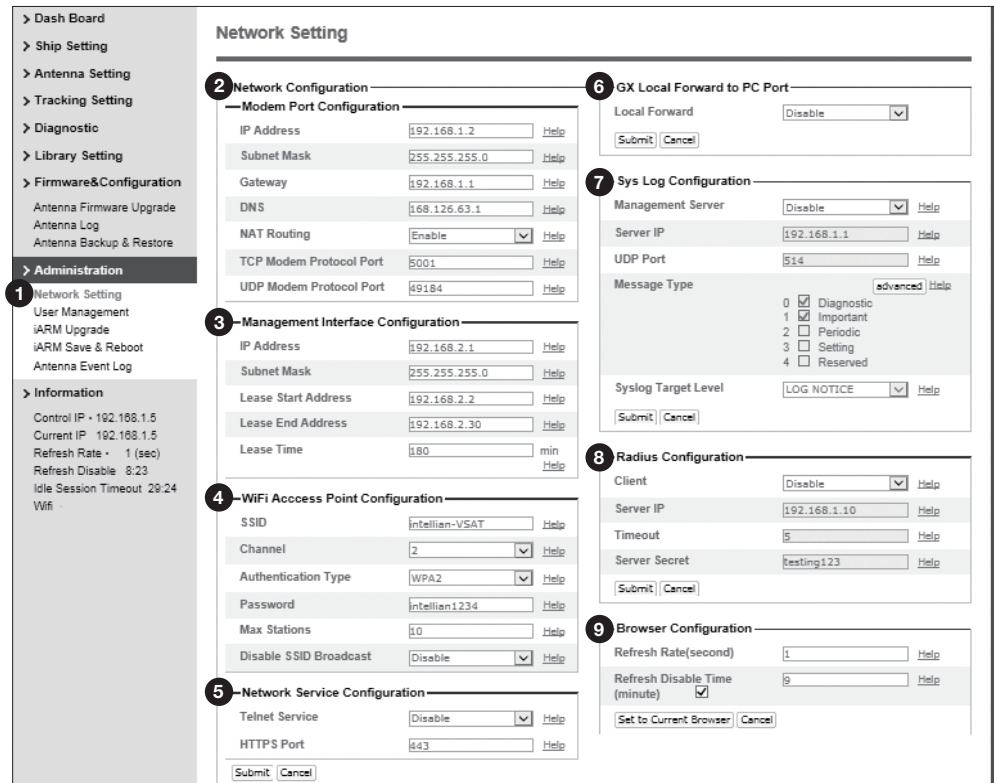 Dash Board
Ship Setting
Antenna Setting
Tracking Setting
Diagnostic
Library Setting
Firmware&Configuration
Antenna Firmware Upgrade
Antenna Log
Antenna Backup & Restore
Administration
1
Network Setting
User Management
iARM Upgrade
iARM Save & Reboot
Antenna Event Log
Information
Control IP • 192.168.1.5
Current IP 192.168.1.5
Refresh Rate • 1 (sec)
Refresh Disable 8:23
Idle Session Timeout 29:24
Wifi
Network Setting
2 Network Configuration
Modem Port Configuration
IP Address 192.168.1.2 Help
Subnet Mask 255.255.255.0 Help
Gateway 192.168.1.1 Help
DNS 168.126.63.1 Help
NAT Routing Enable Help
TCP Modem Protocol Port 5001 Help
UDP Modem Protocol Port 49184 Help
3 Management Interface Configuration
IP Address 192.168.2.1 Help
Subnet Mask 255.255.255.0 Help
Lease Start Address 192.168.2.2 Help
Lease End Address 192.168.2.30 Help
Lease Time 180 min
Help
4 WiFi Acccess Point Configuration
SSID intellian-VSAT Help
Channel 2 Help
Authentication Type WPA2 Help
Password intellian1234 Help
Max Stations 10 Help
Disable SSID Broadcast Disable Help
5 Network Service Configuration
Telnet Service Disable Help
HTTPS Port 443 Help
Submit Cancel
6 GX Local Forward to PC Port
Local Forward Disable
Submit Cancel
7 Sys Log Configuration
Management Server Disable Help
Server IP 192.168.1.1 Help
UDP Port 514 Help
Message Type advanced Help
0 Diagnostic
1 Important
2 Periodic
3 Setting
4 Reserved
Syslog Target Level LOG NOTICE Help
Submit Cancel
8 Radius Configuration
Client Disable Help
Server IP 192.168.1.10 Help
Timeout 5 Help
Server Secret testing123 Help
Submit Cancel
9 Browser Configuration
Refresh Rate(second) 1 Help
Refresh Disable Time 9 Help
(minute)
Set to Current Browser Cancel